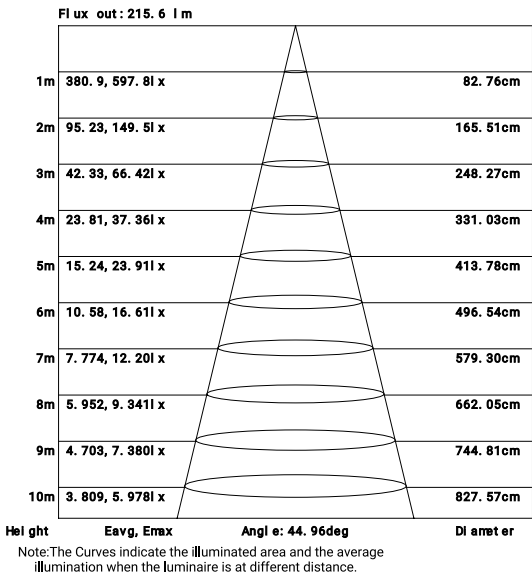 Flux out:215.6 lm
1m 380.9,597.8lx 82.76cm
2m 95.23,149.5lx 165.51cm
3m 42.33,66.42lx 248.27cm
4m 23.81,37.36lx 331.03cm
5m 15.24,23.91lx 413.78cm
6m 10.58,16.61lx 496.54cm
7m 7.774,12.20lx 579.30cm
8m 5.952,9.341lx 662.05cm
9m 4.703,7.380lx 744.81cm
10m 3.809,5.978lx 827.57cm
Height Eavg,Emax Angle:44.96deg Diameter
Note:The Curves indicate the illuminated area and the average
illumination when the luminaire is at different distance.